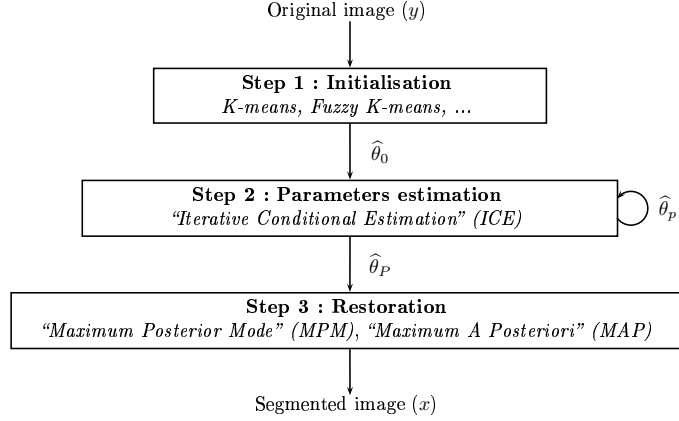 Original image (y)
Step 1 : Initialisation
K-means, Fuzzy K-means, ...
θ̂₀
Step 2 : Parameters estimation
“Iterative Conditional Estimation” (ICE)
θ̂ₚ
θ̂_P
Step 3 : Restoration
“Maximum Posterior Mode” (MPM), “Maximum A Posteriori” (MAP)
Segmented image (x)